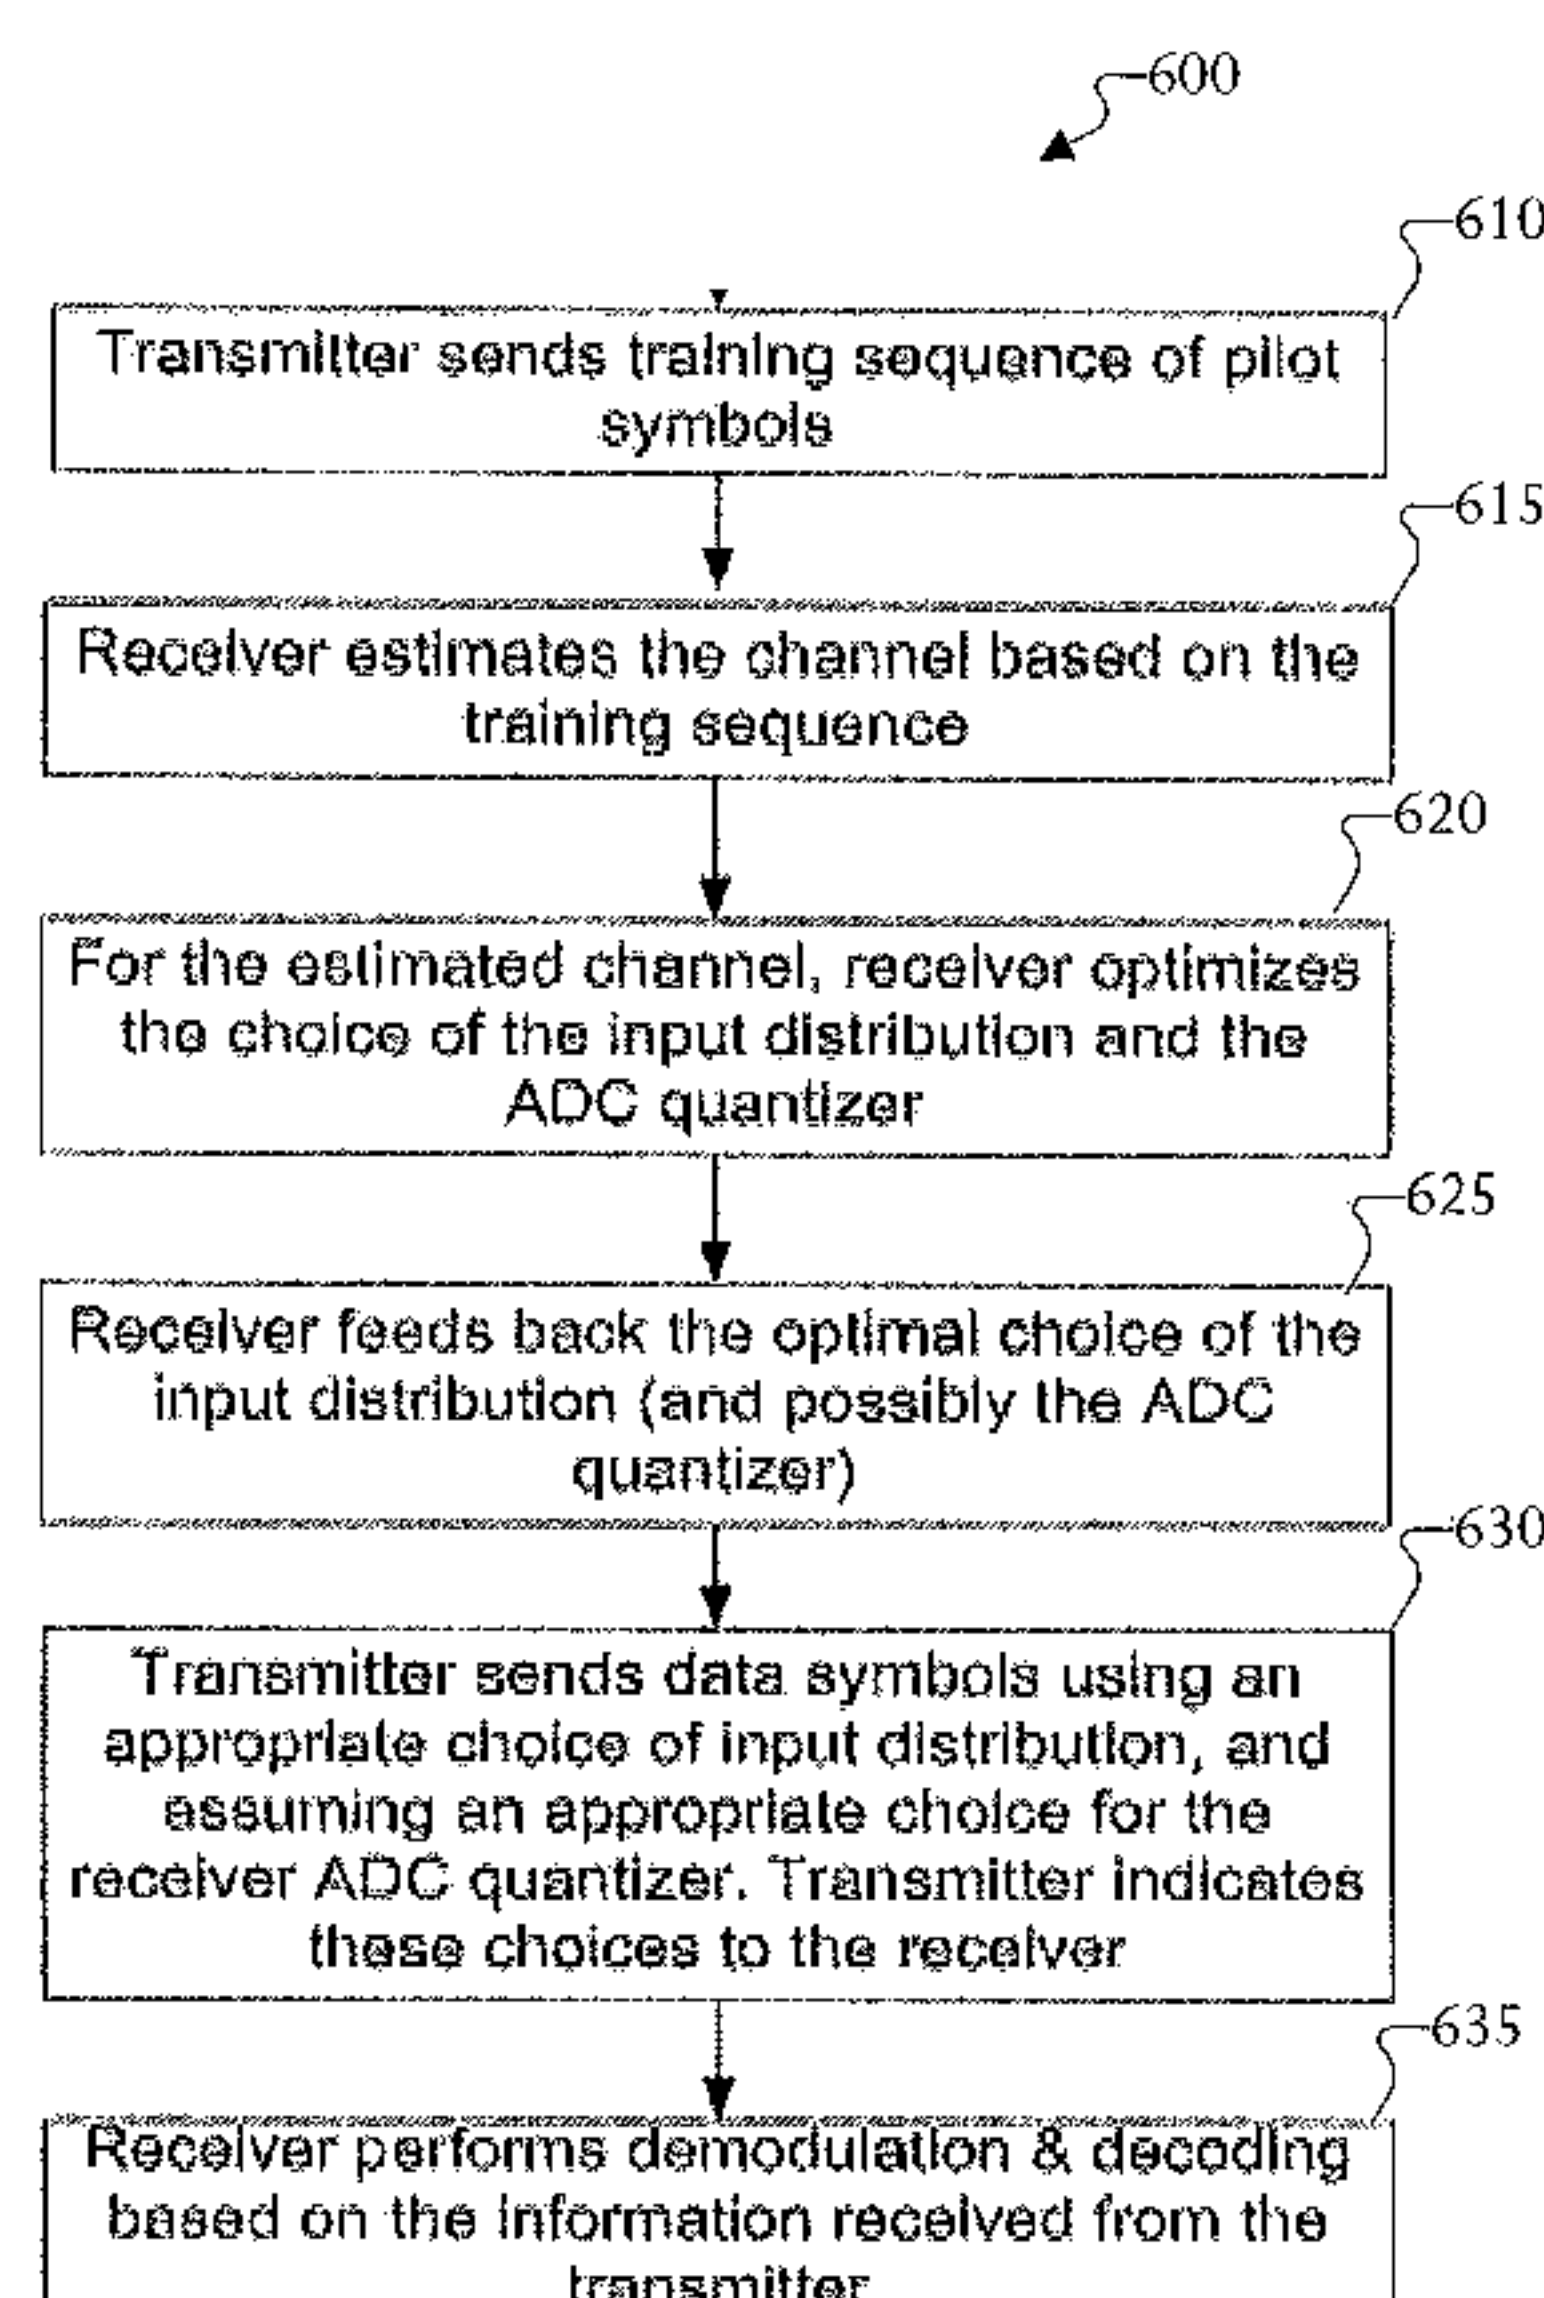 600
610
Transmitter sends training sequence of pilot
symbols
615
Receiver estimates the channel based on the
training sequence
620
For the estimated channel, receiver optimizes
the choice of the input distribution and the
ADC quantizer
625
Receiver feeds back the optimal choice of the
input distribution (and possibly the ADC
quantizer)
630
Transmitter sends data symbols using an
appropriate choice of input distribution, and
assuming an appropriate choice for the
receiver ADC quantizer. Transmitter indicates
these choices to the receiver
635
Receiver performs demodulation & decoding
based on the information received from the
transmitter